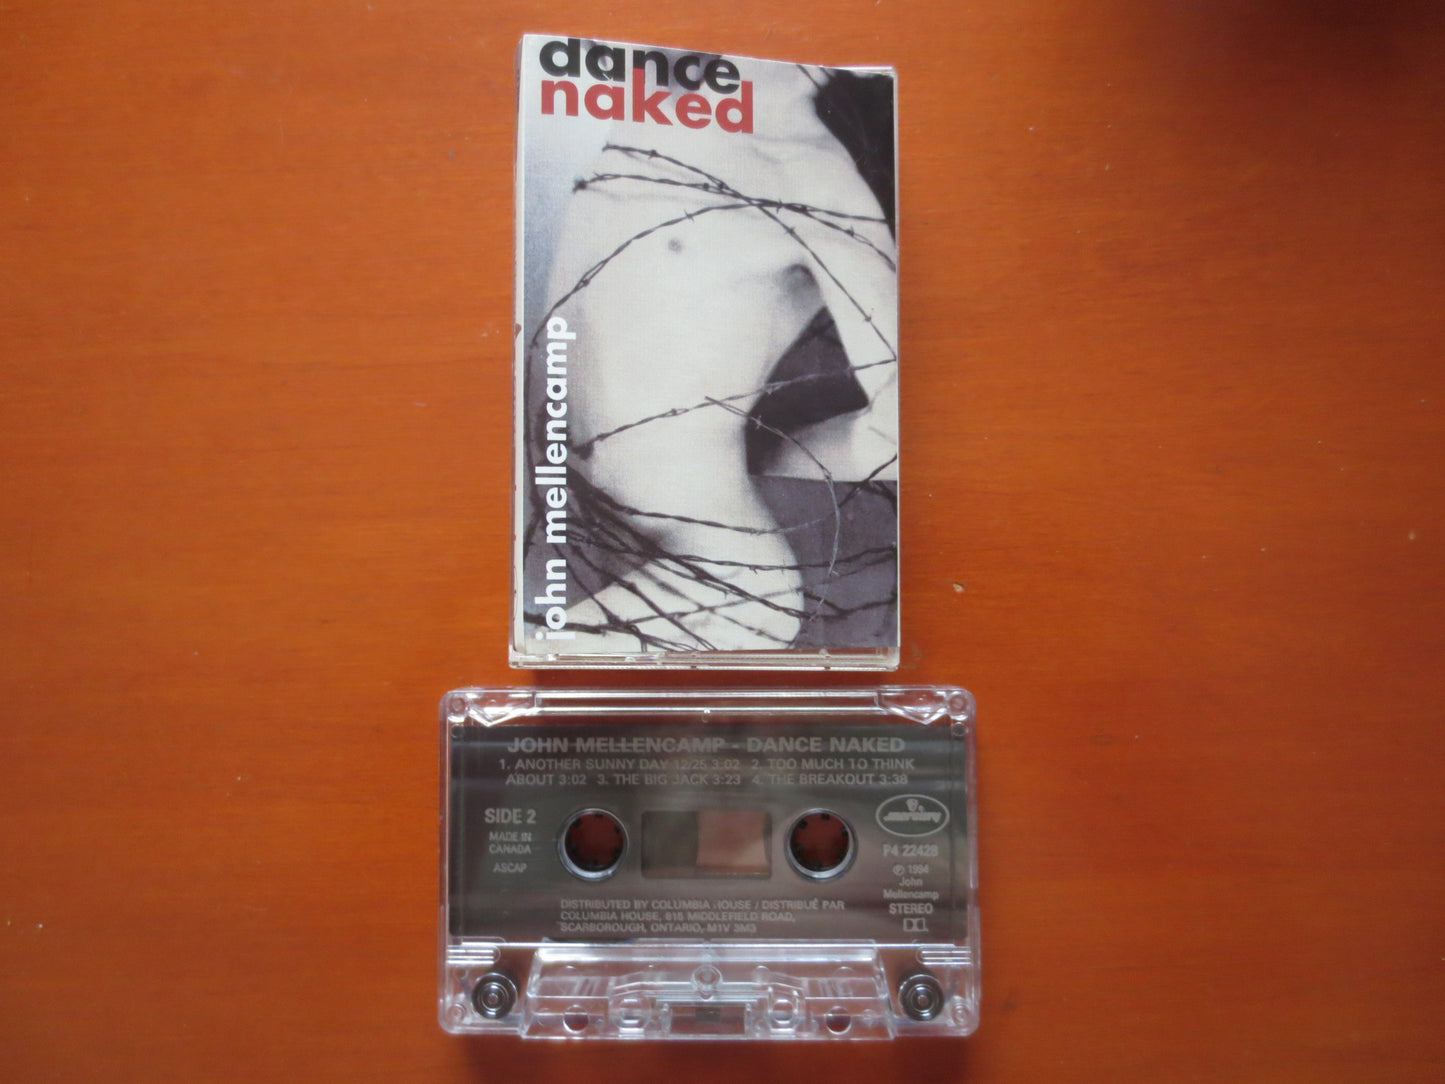 dance
naked
john mellencamp
JOHN MELLENCAMP - DANCE NAKED
1. ANOTHER SUNNY DAY 12/25 3:02 2. TOO MUCH TO THINK
ABOUT 3:02 3. THE BIG JACK 3:23 4. THE BREAKOUT 3:38
SIDE 2
MADE IN
CANADA
ASCAP
mercury
P4 22428
℗ 1994
John
Mellencamp
STEREO
DISTRIBUTED BY COLUMBIA HOUSE / DISTRIBUÉ PAR
COLUMBIA HOUSE, 615 MIDDLEFIELD ROAD,
SCARBOROUGH, ONTARIO, M1V 3M3